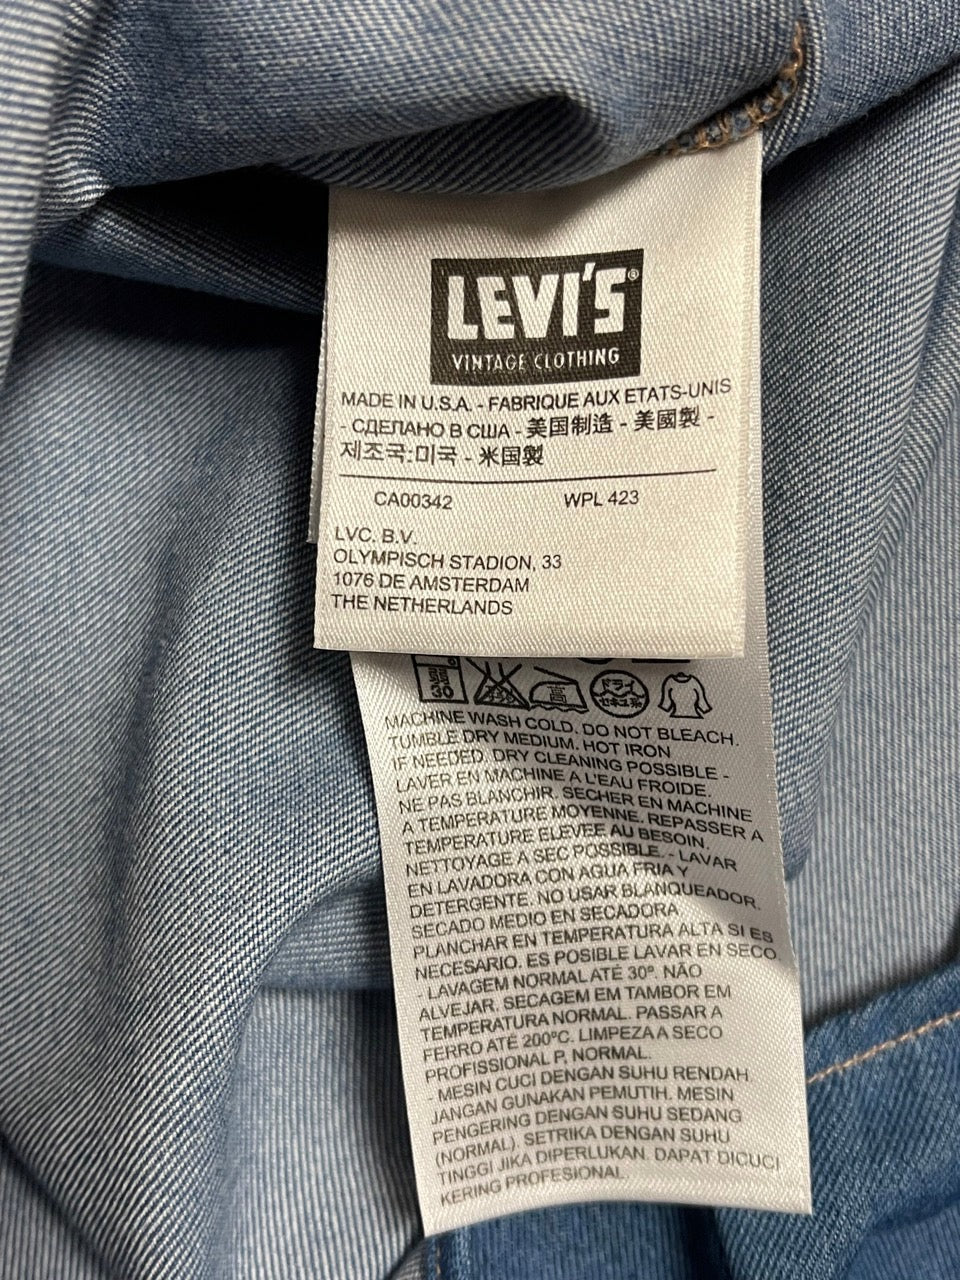 LEVI'S®
VINTAGE CLOTHING
MADE IN U.S.A. - FABRIQUE AUX ETATS-UNIS
- СДЕЛАНО В США - 美国制造 - 美國製 -
제조국:미국 - 米国製
CA00342 WPL 423
LVC. B.V.
OLYMPISCH STADION, 33
1076 DE AMSTERDAM
THE NETHERLANDS
30 高 ドライ
MACHINE WASH COLD. DO NOT BLEACH.
TUMBLE DRY MEDIUM. HOT IRON
IF NEEDED. DRY CLEANING POSSIBLE -
LAVER EN MACHINE A L'EAU FROIDE.
NE PAS BLANCHIR. SECHER EN MACHINE
A TEMPERATURE MOYENNE. REPASSER A
TEMPERATURE ELEVEE AU BESOIN.
NETTOYAGE A SEC POSSIBLE. - LAVAR
EN LAVADORA CON AGUA FRIA Y
DETERGENTE. NO USAR BLANQUEADOR.
SECADO MEDIO EN SECADORA
PLANCHAR EN TEMPERATURA ALTA SI ES
NECESARIO. ES POSIBLE LAVAR EN SECO.
- LAVAGEM NORMAL ATÉ 30º. NÃO
ALVEJAR. SECAGEM EM TAMBOR EM
TEMPERATURA NORMAL. PASSAR A
FERRO ATÉ 200ºC. LIMPEZA A SECO
PROFISSIONAL P, NORMAL.
- MESIN CUCI DENGAN SUHU RENDAH
JANGAN GUNAKAN PEMUTIH. MESIN
PENGERING DENGAN SUHU SEDANG
(NORMAL). SETRIKA DENGAN SUHU
TINGGI JIKA DIPERLUKAN. DAPAT DICUCI
KERING PROFESIONAL.